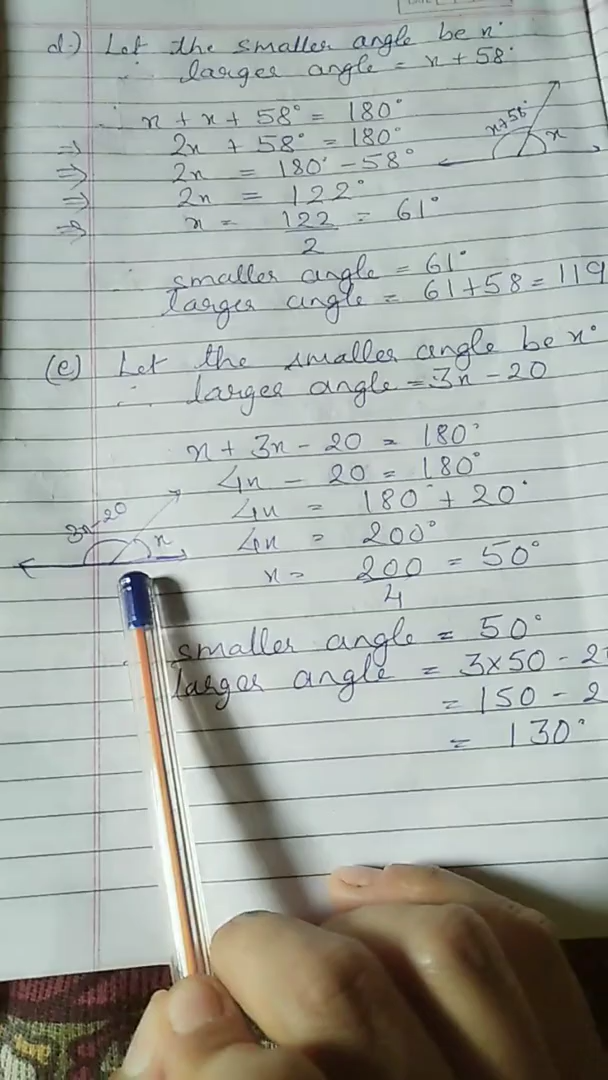 d.) Let the smaller angle be x°
∴ larger angle = x + 58°
∴ x + x + 58° = 180°
x+58° x
⇒ 2x + 58° = 180°
⇒ 2x = 180° - 58°
⇒ 2x = 122°
⇒ x = 122/2 = 61°
smaller angle = 61°
larger angle = 61+58 = 119
(e) Let the smaller angle be x°
∴ larger angle = 3x - 20
x + 3x - 20 = 180°
4x - 20 = 180°
4x = 180° + 20°
3x-20 x
4x = 200°
x = 200/4 = 50°
smaller angle = 50°
larger angle = 3×50 - 2
= 150 - 2
= 130°